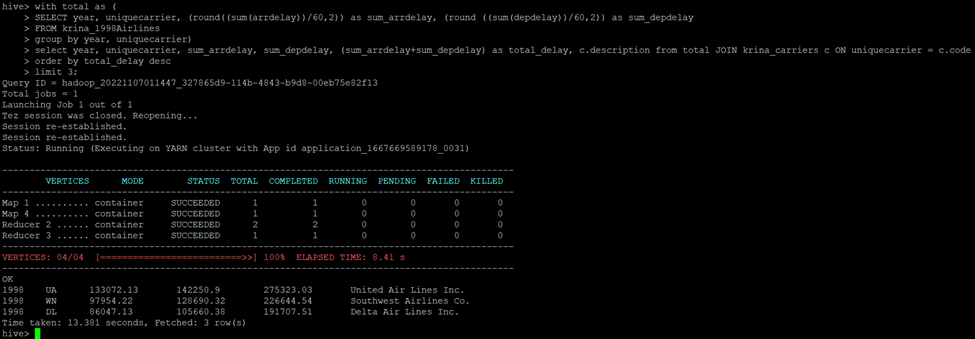 hive> with total as (
    > SELECT year, uniquecarrier, (round((sum(arrdelay))/60,2)) as sum_arrdelay, (round ((sum(depdelay))/60,2)) as sum_depdelay
    > FROM krina_1998Airlines
    > group by year, uniquecarrier)
    > select year, uniquecarrier, sum_arrdelay, sum_depdelay, (sum_arrdelay+sum_depdelay) as total_delay, c.description from total JOIN krina_carriers c ON uniquecarrier = c.code
    > order by total_delay desc
    > limit 3;
Query ID = hadoop_20221107011447_327865d9-114b-4843-b9d8-00eb75e82f13
Total jobs = 1
Launching Job 1 out of 1
Tez session was closed. Reopening...
Session re-established.
Session re-established.
Status: Running (Executing on YARN cluster with App id application_1667669589178_0031)
----------------------------------------------------------------------------------------------
        VERTICES      MODE        STATUS  TOTAL  COMPLETED  RUNNING  PENDING  FAILED  KILLED
----------------------------------------------------------------------------------------------
Map 1 .......... container     SUCCEEDED      1          1        0        0       0       0
Map 4 .......... container     SUCCEEDED      1          1        0        0       0       0
Reducer 2 ...... container     SUCCEEDED      2          2        0        0       0       0
Reducer 3 ...... container     SUCCEEDED      1          1        0        0       0       0
----------------------------------------------------------------------------------------------
VERTICES: 04/04  [==========================>>] 100%  ELAPSED TIME: 8.41 s
----------------------------------------------------------------------------------------------
OK
1998    UA      133072.13       142250.9        275323.03       United Air Lines Inc.
1998    WN      97954.22        128690.32       226644.54       Southwest Airlines Co.
1998    DL      86047.13        105660.38       191707.51       Delta Air Lines Inc.
Time taken: 13.381 seconds, Fetched: 3 row(s)
hive>